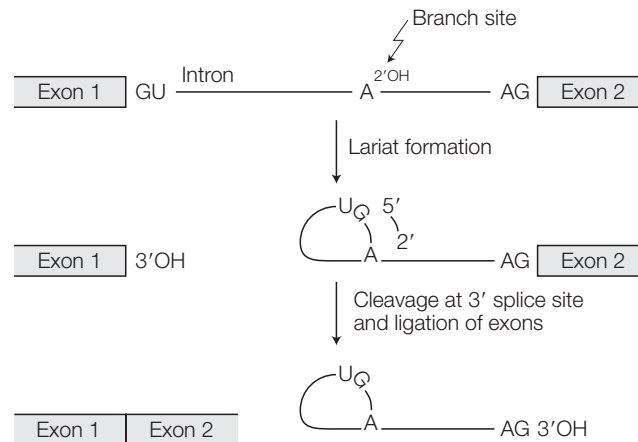 Branch site
Exon 1 GU Intron A 2′OH AG Exon 2
Lariat formation
UG 5′
2′
Exon 1 3′OH A AG Exon 2
Cleavage at 3′ splice site
and ligation of exons
UG
A AG 3′OH
Exon 1 Exon 2